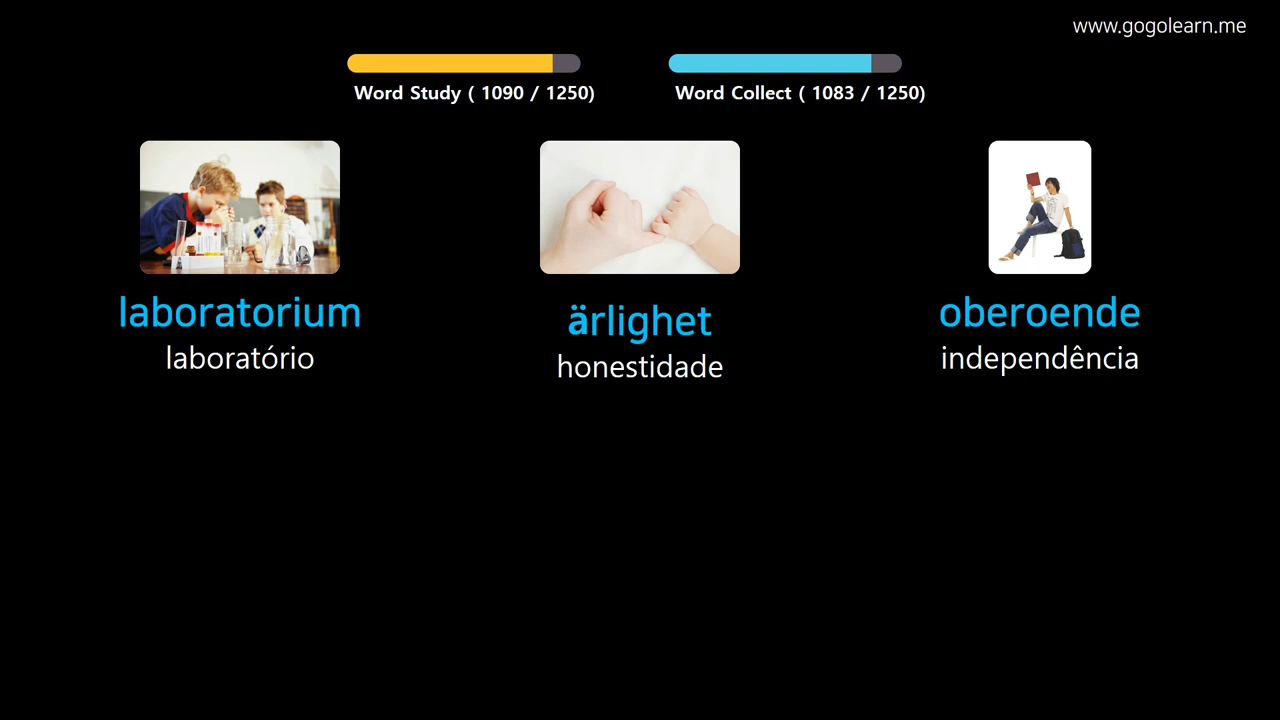 www.gogolearn.me
Word Study ( 1090 / 1250)
Word Collect ( 1083 / 1250)
laboratorium
laboratório
ärlighet
honestidade
oberoende
independência